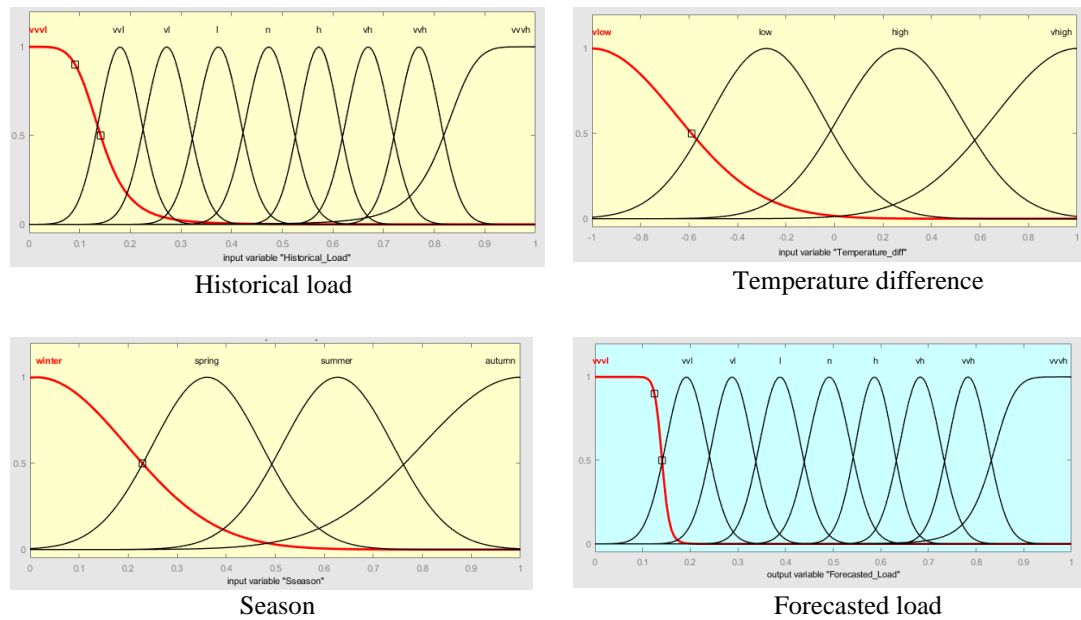 vvvl vvl vl l n h vh vvh vvvh
1
0.5
0
0 0.1 0.2 0.3 0.4 0.5 0.6 0.7 0.8 0.9 1
input variable "Historical_Load"
Historical load
vlow low high vhigh
1
0.5
0
-1 -0.8 -0.6 -0.4 -0.2 0 0.2 0.4 0.6 0.8 1
input variable "Temperature_diff"
Temperature difference
winter spring summer autumn
1
0.5
0
0 0.1 0.2 0.3 0.4 0.5 0.6 0.7 0.8 0.9 1
input variable "Sseason"
Season
vvvl vvl vl l n h vh vvh vvvh
1
0.5
0
0 0.1 0.2 0.3 0.4 0.5 0.6 0.7 0.8 0.9 1
output variable "Forecasted_Load"
Forecasted load